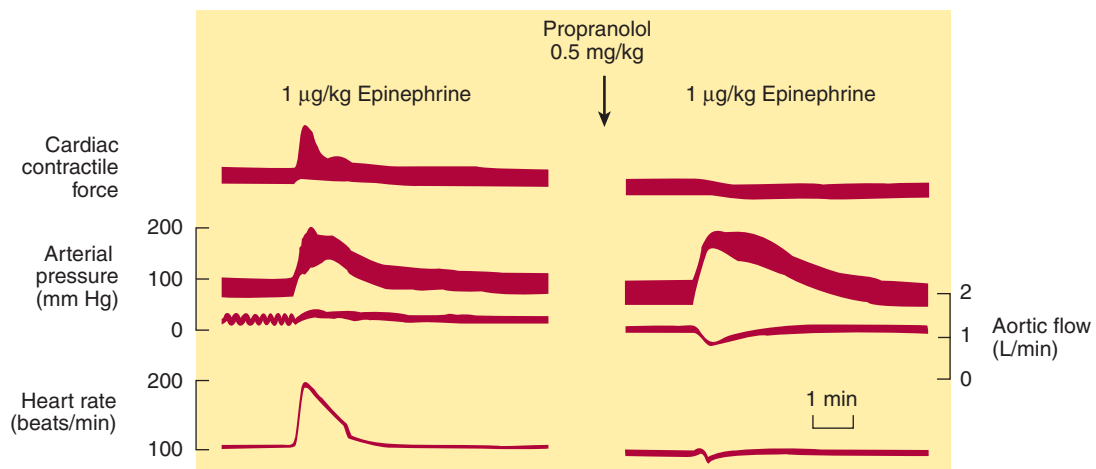 Propranolol
0.5 mg/kg
1 μg/kg Epinephrine
1 μg/kg Epinephrine
Cardiac
contractile
force
200
Arterial
pressure
(mm Hg)
100
0
2
1
0
Aortic flow
(L/min)
200
Heart rate
(beats/min)
100
1 min